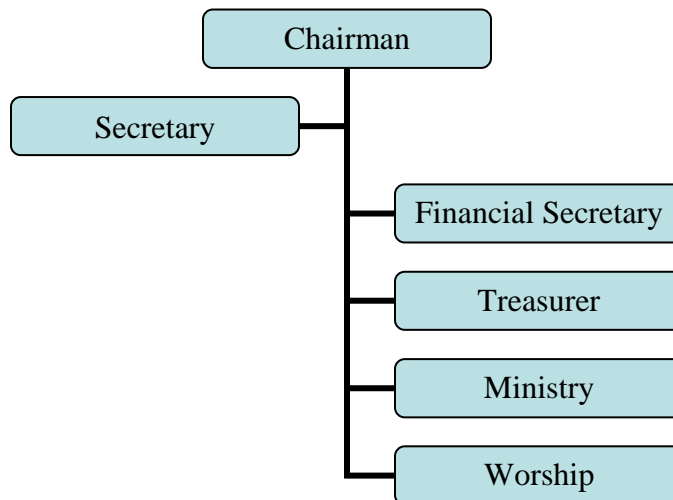 Chairman
Secretary
Financial Secretary
Treasurer
Ministry
Worship